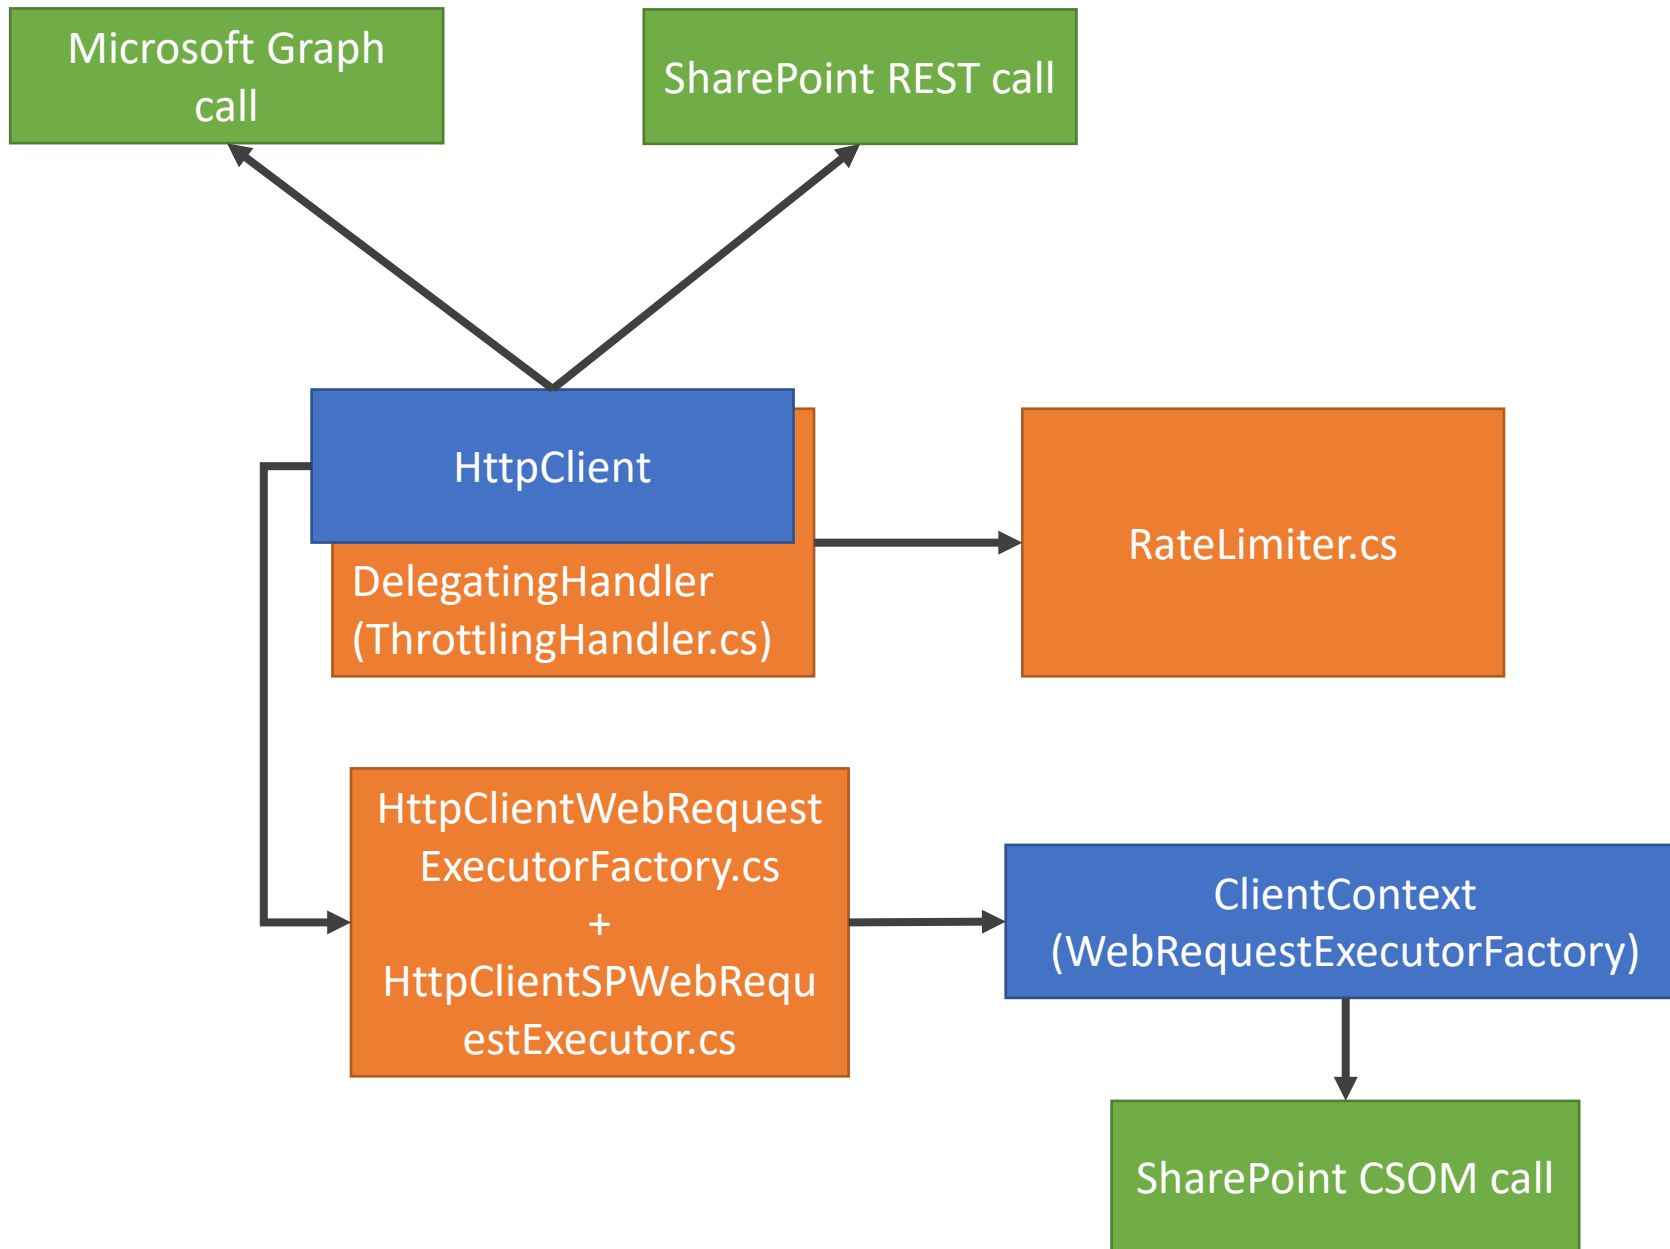 Microsoft Graph
call
SharePoint REST call
HttpClient
DelegatingHandler
(ThrottlingHandler.cs)
RateLimiter.cs
HttpClientWebRequest
ExecutorFactory.cs
+
HttpClientSPWebRequ
estExecutor.cs
ClientContext
(WebRequestExecutorFactory)
SharePoint CSOM call